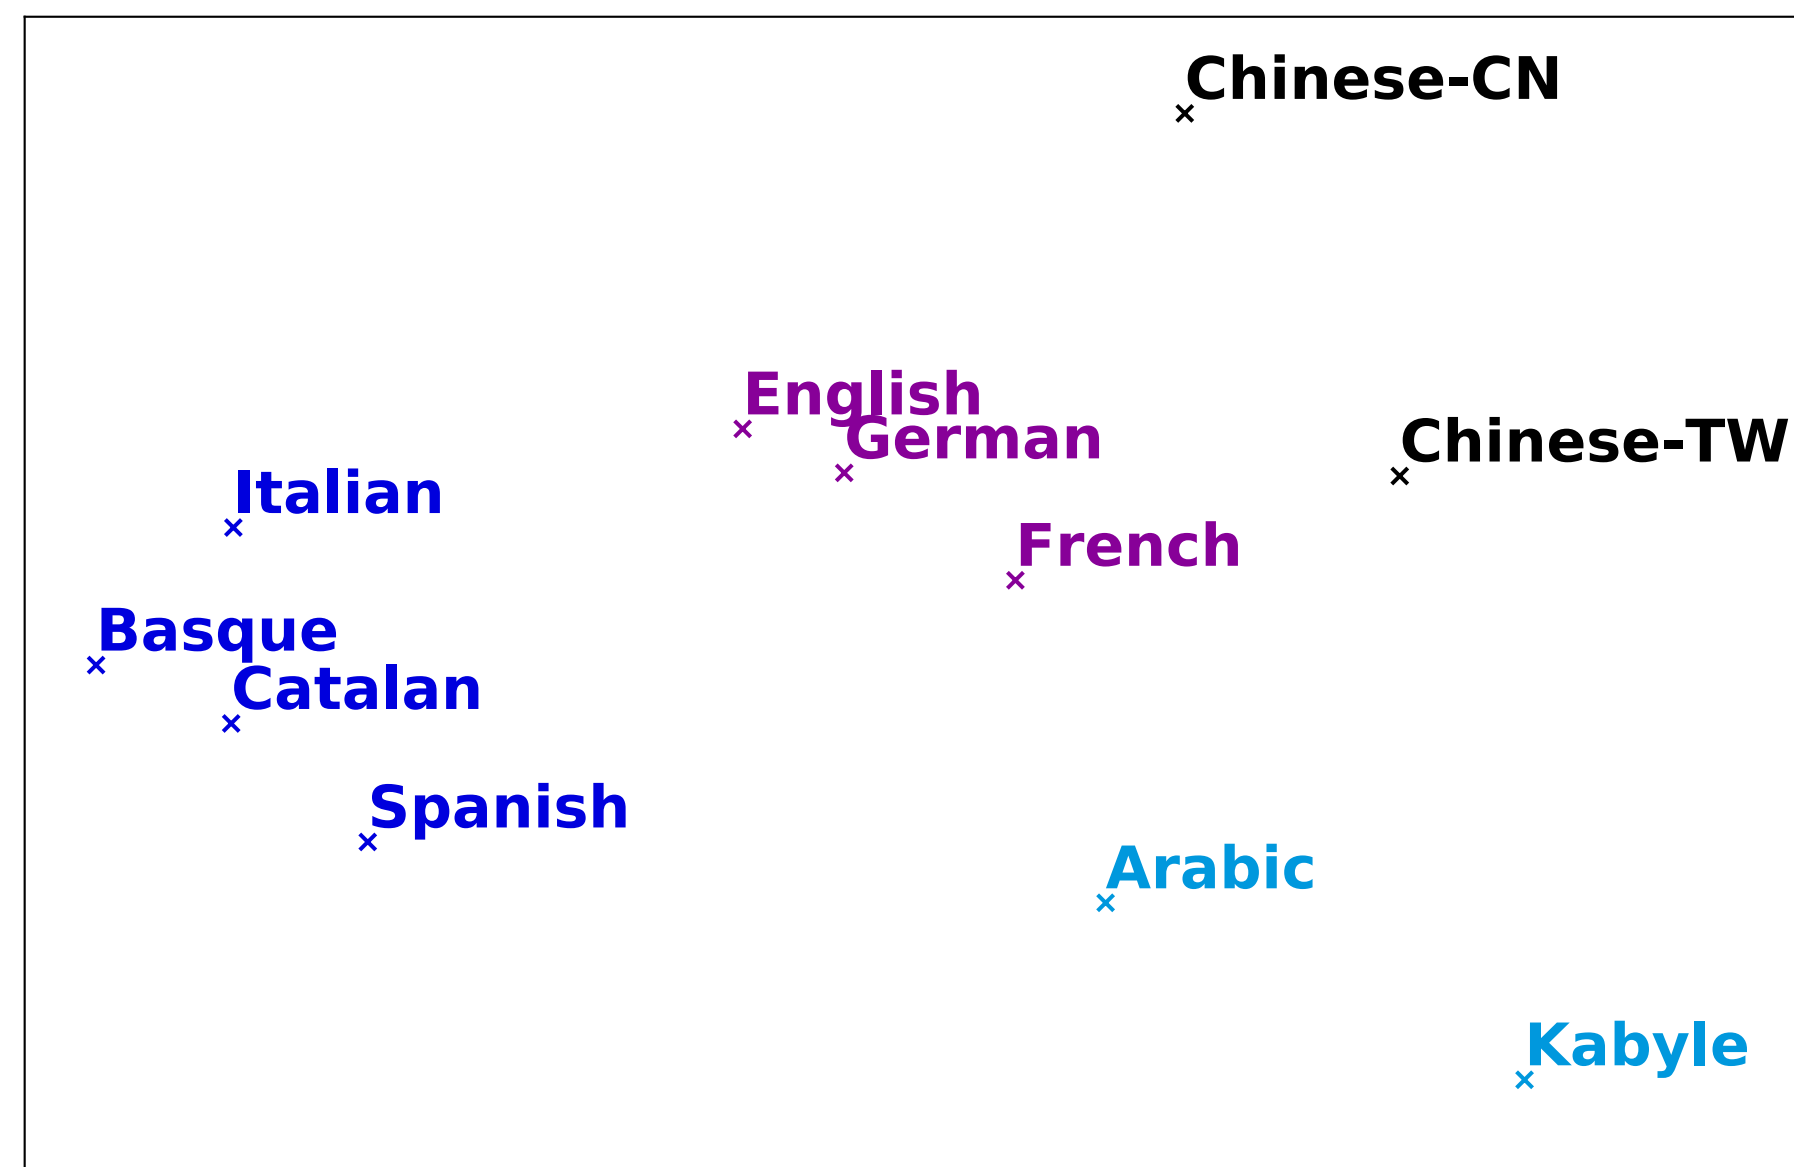 Chinese-CN
English
German
Chinese-TW
Italian
French
Basque
Catalan
Spanish
Arabic
Kabyle